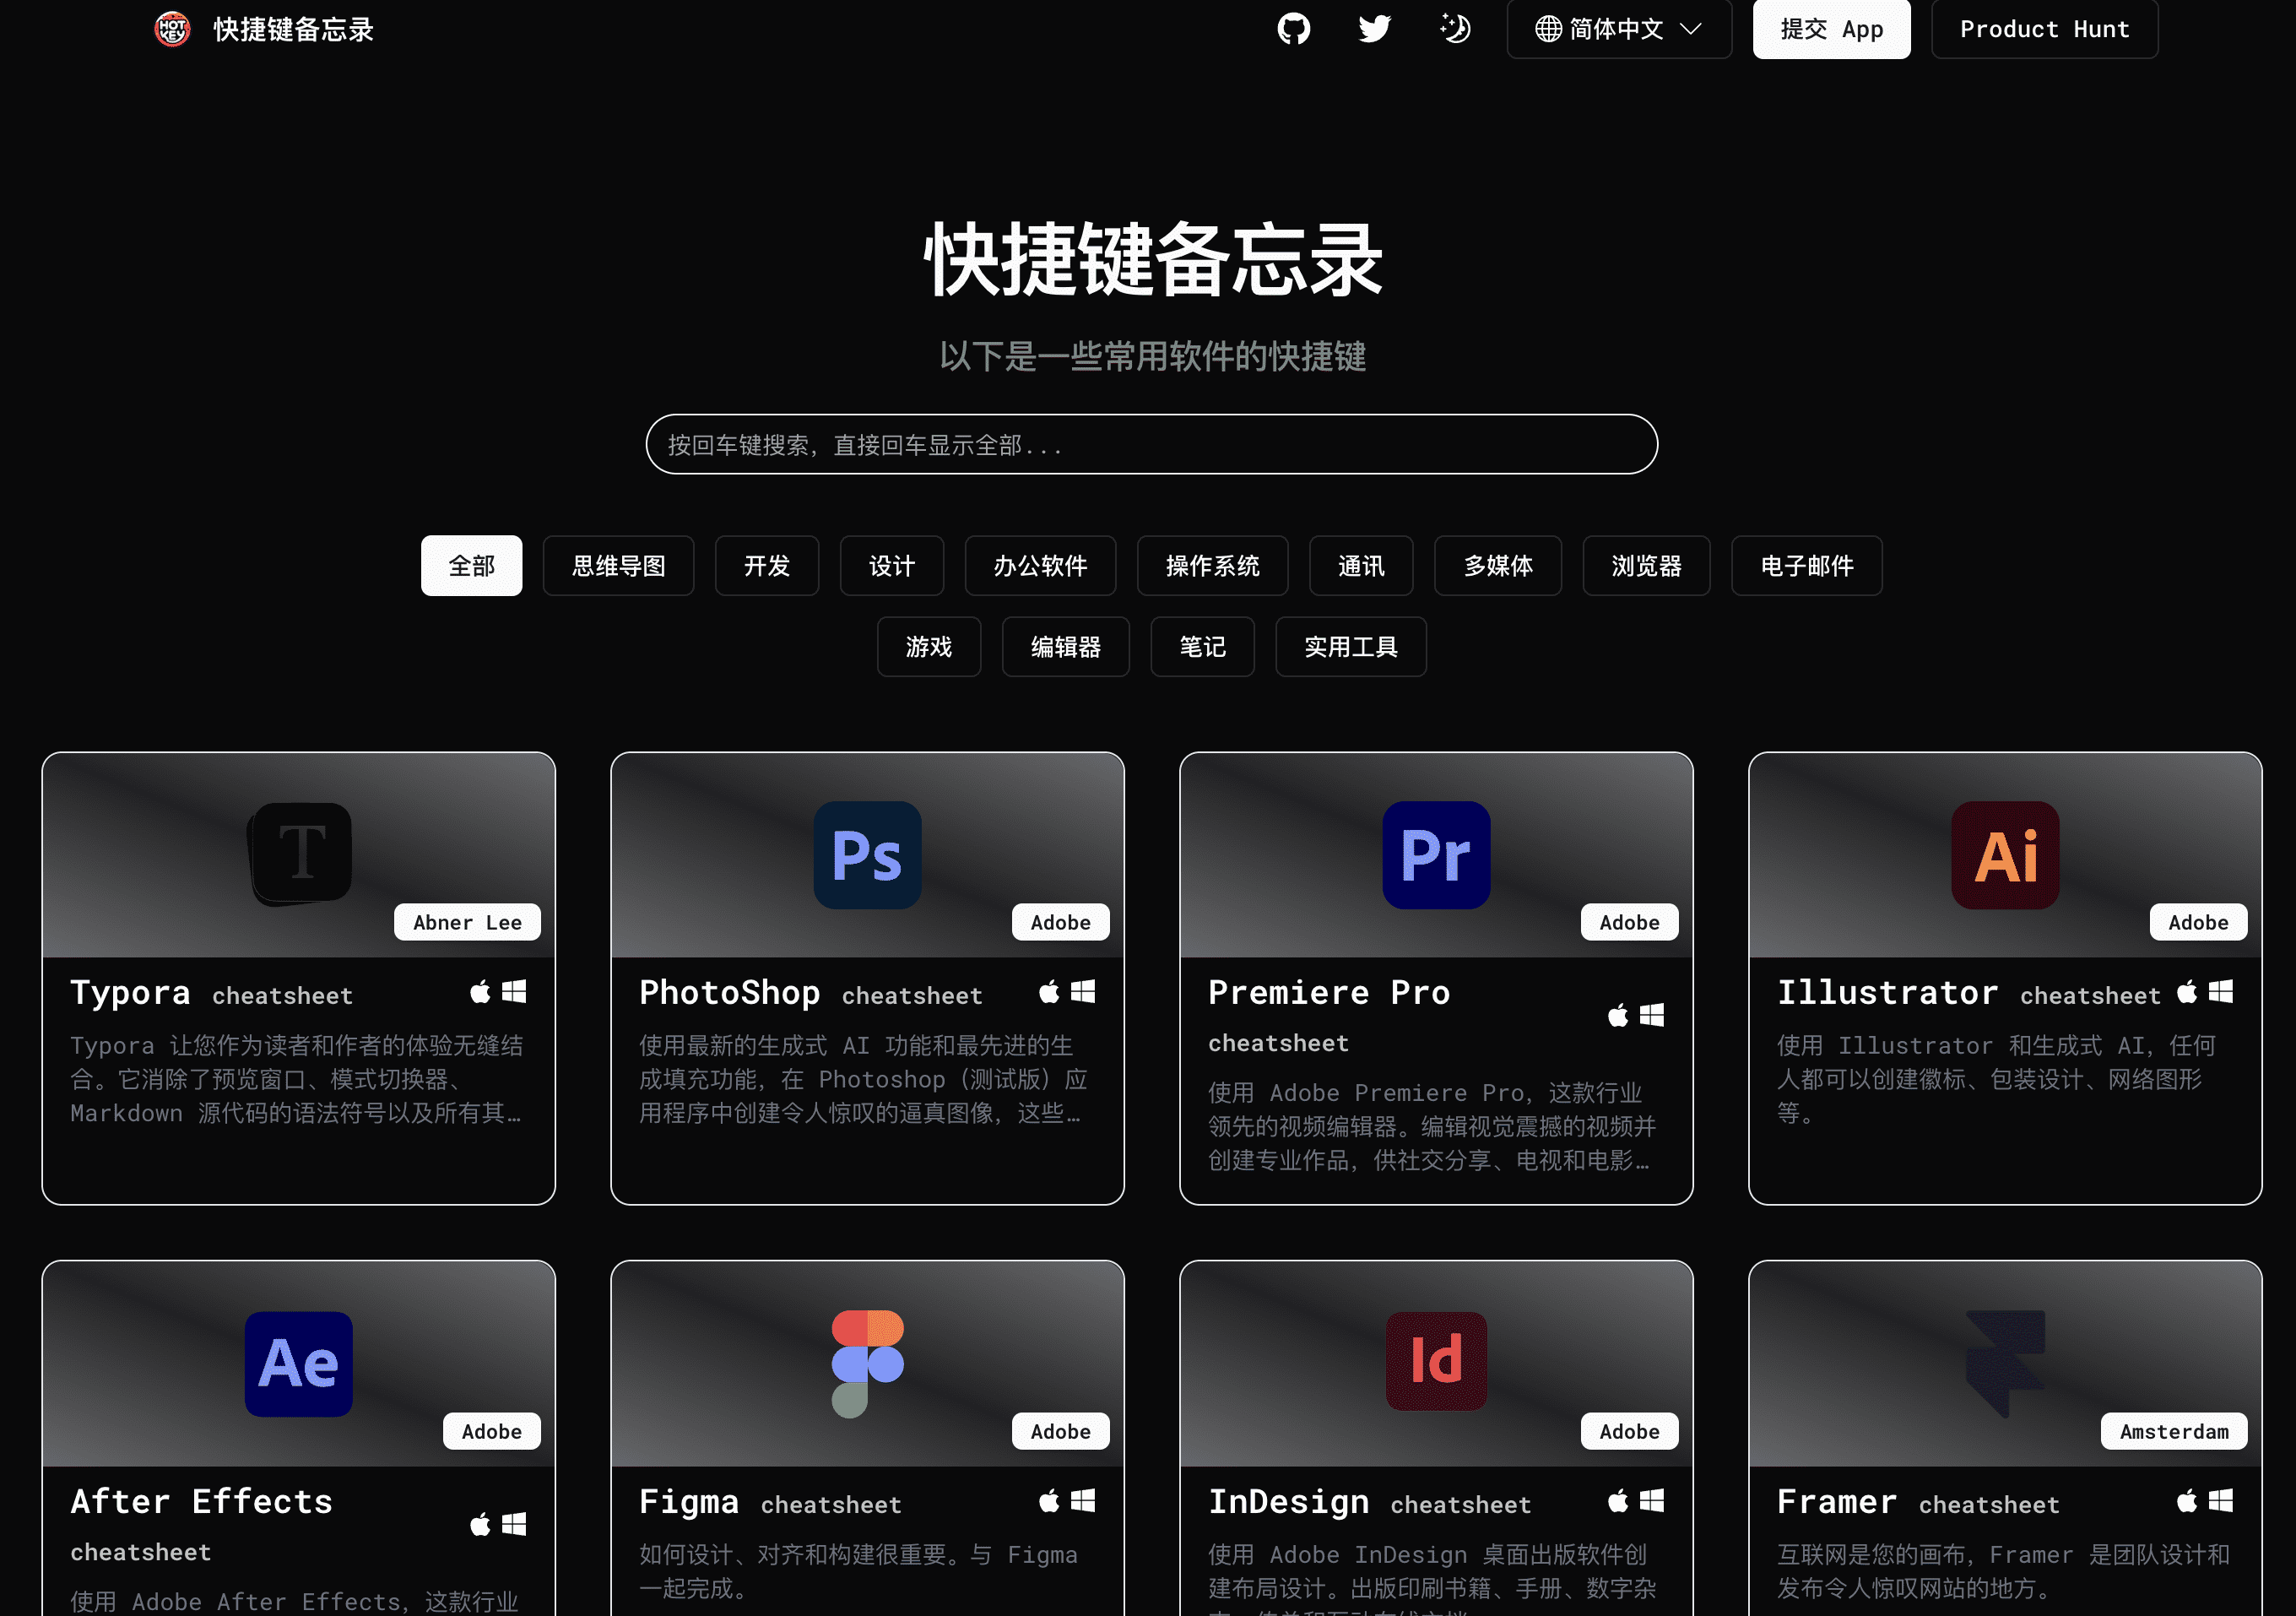 HOT KEY 快捷键备忘录 简体中文 提交 App Product Hunt
快捷键备忘录
以下是一些常用软件的快捷键
按回车键搜索，直接回车显示全部...
全部 思维导图 开发 设计 办公软件 操作系统 通讯 多媒体 浏览器 电子邮件
游戏 编辑器 笔记 实用工具
T
Abner Lee
Typora cheatsheet
Typora 让您作为读者和作者的体验无缝结
合。它消除了预览窗口、模式切换器、
Markdown 源代码的语法符号以及所有其…
Ps
Adobe
PhotoShop cheatsheet
使用最新的生成式 AI 功能和最先进的生
成填充功能，在 Photoshop（测试版）应
用程序中创建令人惊叹的逼真图像，这些…
Pr
Adobe
Premiere Pro
cheatsheet
使用 Adobe Premiere Pro，这款行业
领先的视频编辑器。编辑视觉震撼的视频并
创建专业作品，供社交分享、电视和电影…
Ai
Adobe
Illustrator cheatsheet
使用 Illustrator 和生成式 AI，任何
人都可以创建徽标、包装设计、网络图形
等。
Ae
Adobe
After Effects
cheatsheet
使用 Adobe After Effects，这款行业
Adobe
Figma cheatsheet
如何设计、对齐和构建很重要。与 Figma
一起完成。
Id
Adobe
InDesign cheatsheet
使用 Adobe InDesign 桌面出版软件创
建布局设计。出版印刷书籍、手册、数字杂
Amsterdam
Framer cheatsheet
互联网是您的画布，Framer 是团队设计和
发布令人惊叹网站的地方。